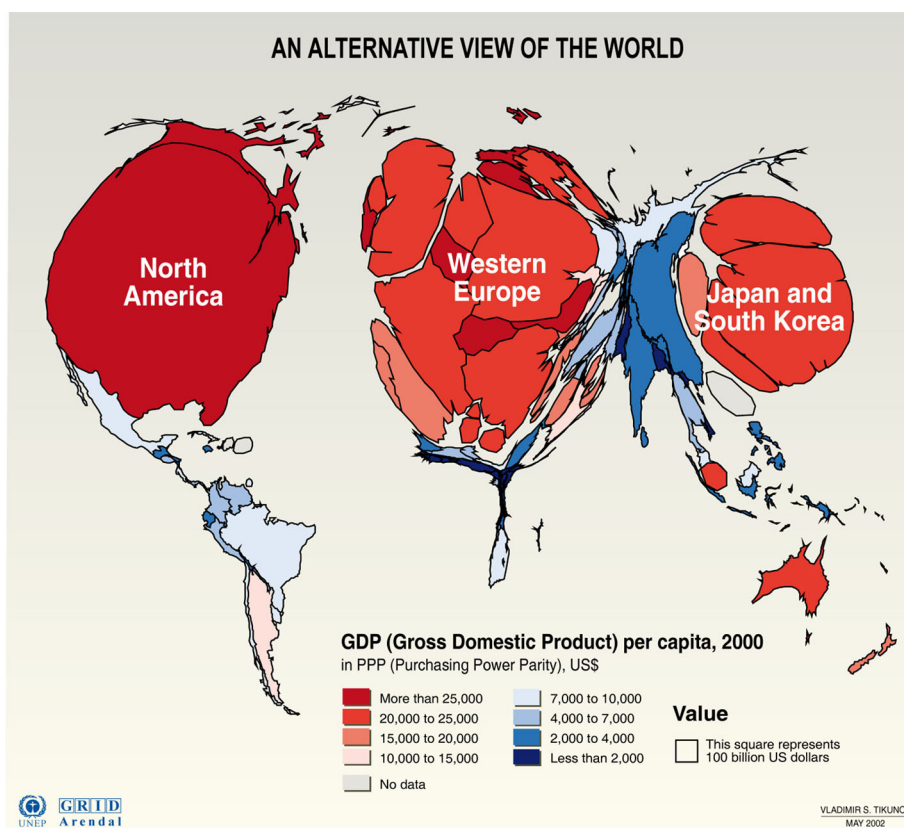 AN ALTERNATIVE VIEW OF THE WORLD
North
America
Western
Europe
Japan and
South Korea
GDP (Gross Domestic Product) per capita, 2000
in PPP (Purchasing Power Parity), US$
More than 25,000
20,000 to 25,000
15,000 to 20,000
10,000 to 15,000
No data
7,000 to 10,000
4,000 to 7,000
2,000 to 4,000
Less than 2,000
Value
This square represents
100 billion US dollars
UNEP
GRID
Arendal
VLADIMIR S. TIKUNO
MAY 2002